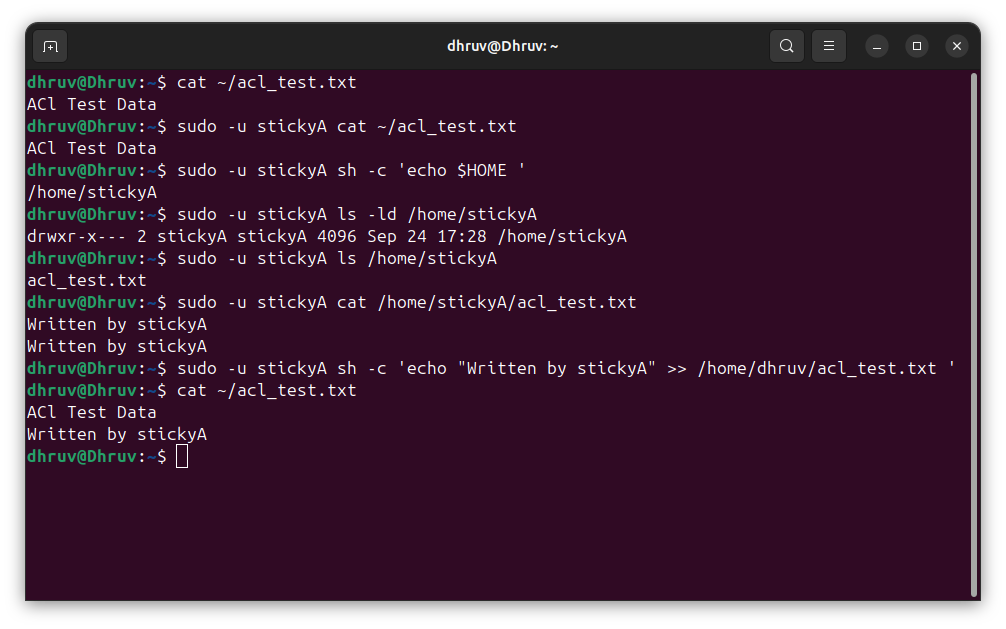 dhruv@Dhruv: ~
dhruv@Dhruv:~$ cat ~/acl_test.txt
ACl Test Data
dhruv@Dhruv:~$ sudo -u stickyA cat ~/acl_test.txt
ACl Test Data
dhruv@Dhruv:~$ sudo -u stickyA sh -c 'echo $HOME '
/home/stickyA
dhruv@Dhruv:~$ sudo -u stickyA ls -ld /home/stickyA
drwxr-x--- 2 stickyA stickyA 4096 Sep 24 17:28 /home/stickyA
dhruv@Dhruv:~$ sudo -u stickyA ls /home/stickyA
acl_test.txt
dhruv@Dhruv:~$ sudo -u stickyA cat /home/stickyA/acl_test.txt
Written by stickyA
Written by stickyA
dhruv@Dhruv:~$ sudo -u stickyA sh -c 'echo "Written by stickyA" >> /home/dhruv/acl_test.txt '
dhruv@Dhruv:~$ cat ~/acl_test.txt
ACl Test Data
Written by stickyA
dhruv@Dhruv:~$